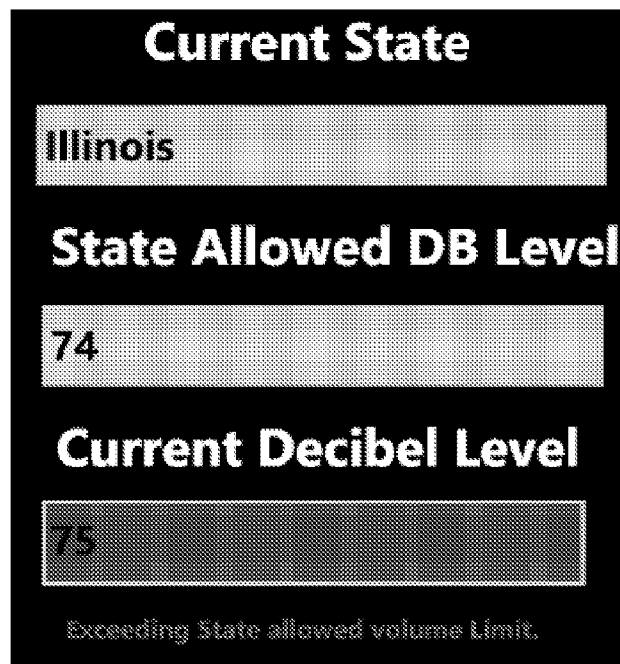 Current State
Illinois
State Allowed DB Level
74
Current Decibel Level
75
Exceeding State allowed volume Limit.